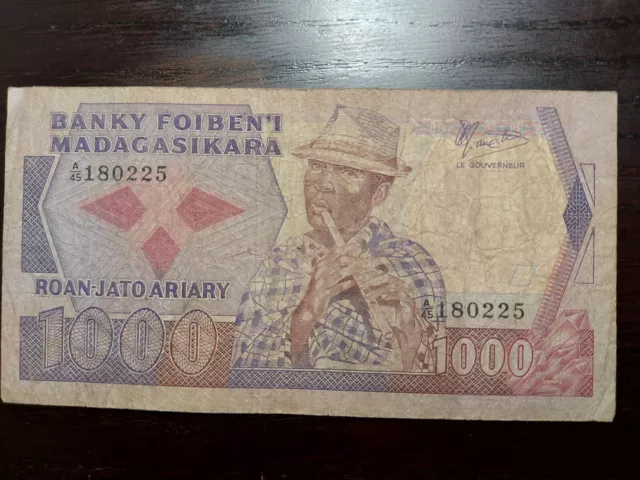 BANKY FOIBEN'I
MADAGASIKARA
A/45 180225
LE GOUVERNEUR
ROAN-JATO ARIARY
A/45 180225
1000
1000